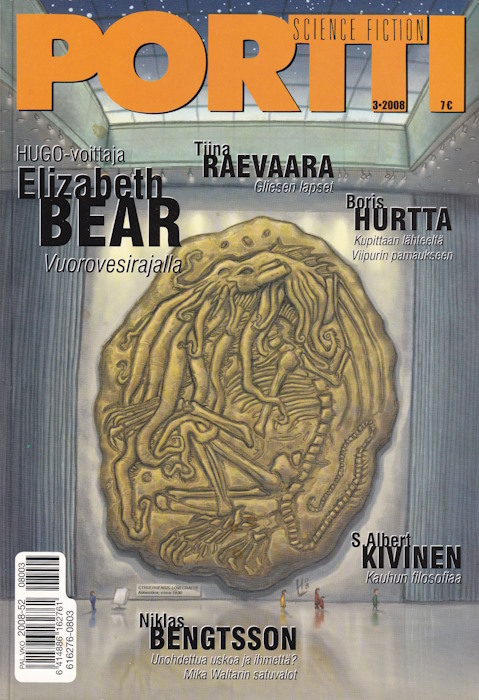 PORTTI
SCIENCE FICTION
3•2008
7 €
HUGO-voittaja
Elizabeth
BEAR
Vuorovesirajalla
Tiina
RAEVAARA
Gliesen lapset
Boris
HURTTA
Kupittaan lähteeltä
Viipurin pamaukseen
S.Albert
KIVINEN
Kauhun filosofiaa
Niklas
BENGTSSON
Unohdettua uskoa ja ihmettä?
Mika Waltarin satuvalot
PAL.VKO 2008-52
08003
6 414886 162761
616276-0803